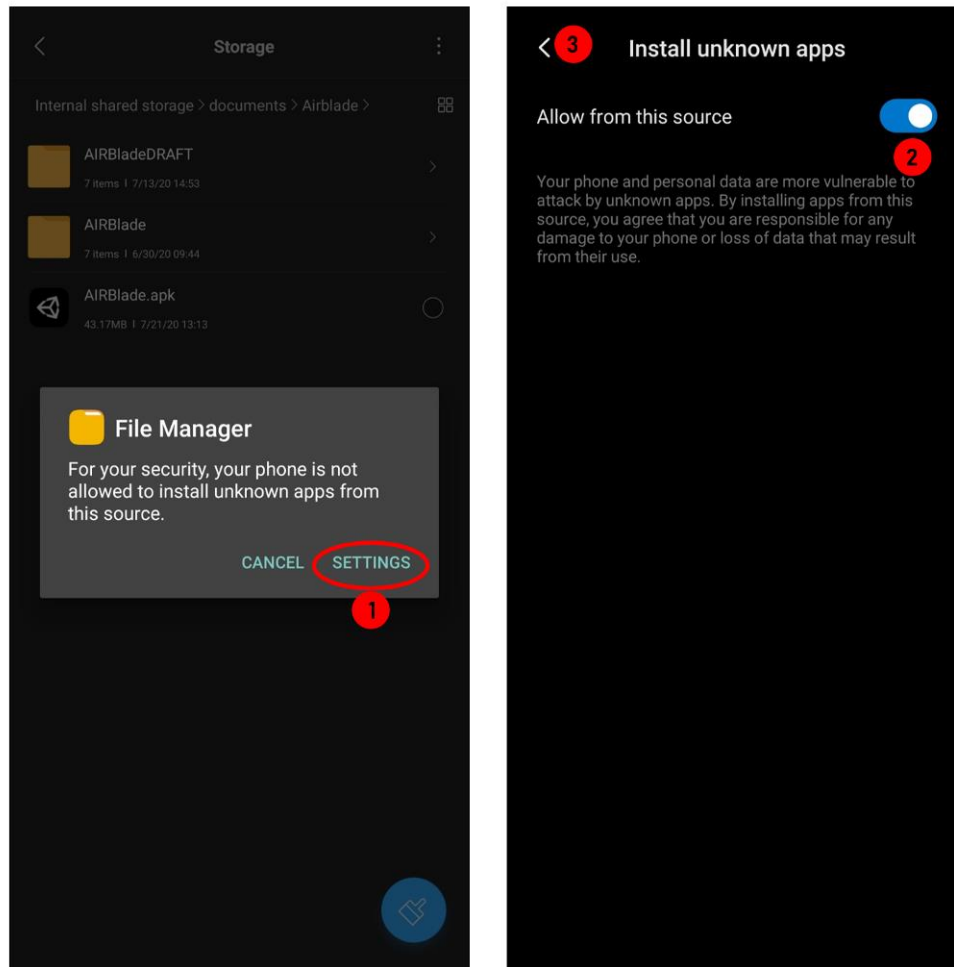 Storage
Internal shared storage > documents > Airblade >
AIRBladeDRAFT
7 items | 7/13/20 14:53
AIRBlade
7 items | 6/30/20 09:44
AIRBlade.apk
43.17MB | 7/21/20 13:13
File Manager
For your security, your phone is not
allowed to install unknown apps from
this source.
CANCEL SETTINGS
1
3 Install unknown apps
Allow from this source
2
Your phone and personal data are more vulnerable to
attack by unknown apps. By installing apps from this
source, you agree that you are responsible for any
damage to your phone or loss of data that may result
from their use.